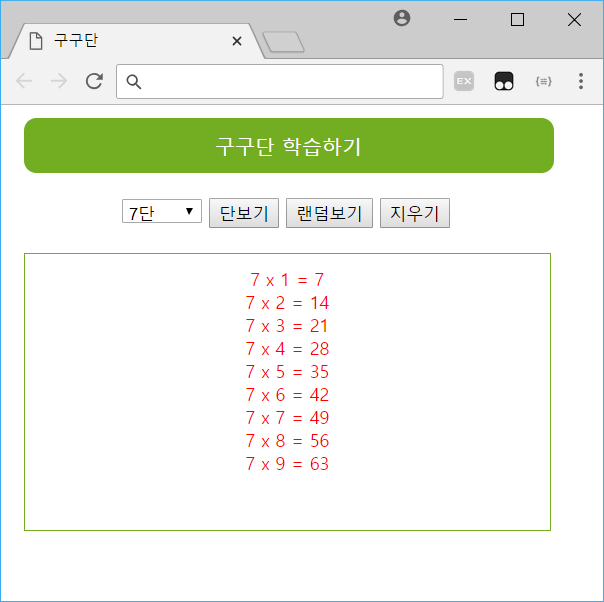 구구단
EX
구구단 학습하기
7단 단보기 랜덤보기 지우기
7 x 1 = 7
7 x 2 = 14
7 x 3 = 21
7 x 4 = 28
7 x 5 = 35
7 x 6 = 42
7 x 7 = 49
7 x 8 = 56
7 x 9 = 63